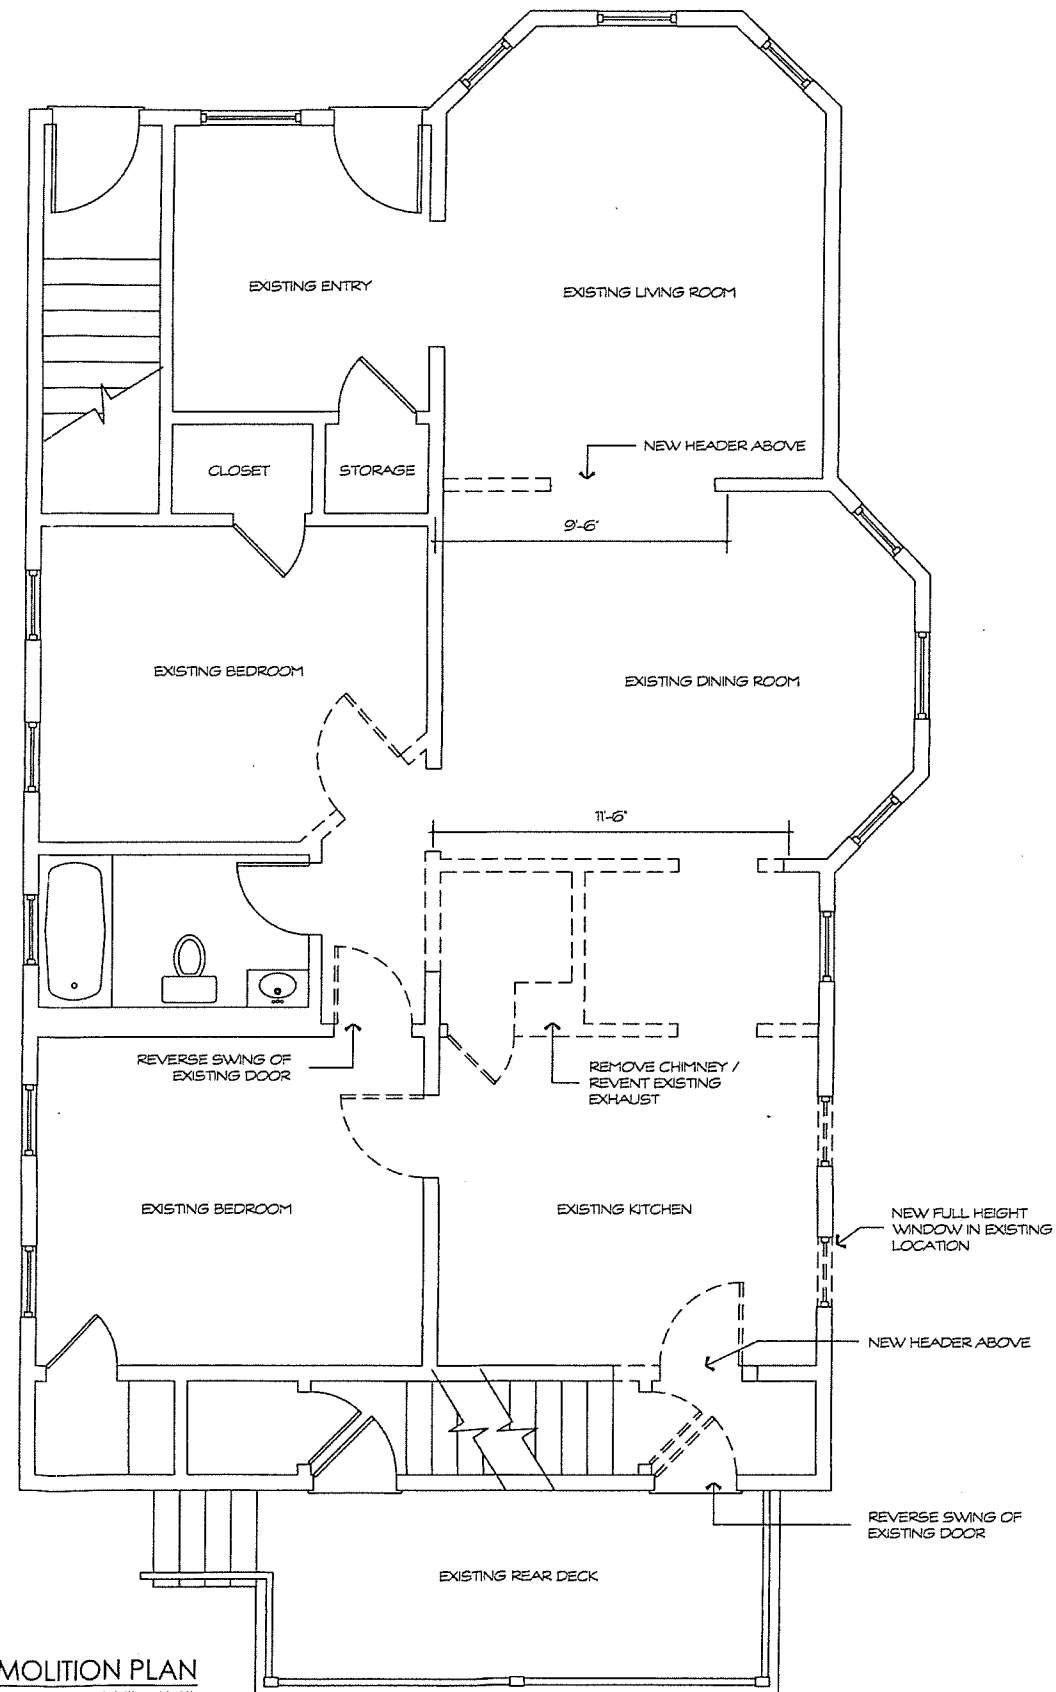 EXISTING ENTRY
EXISTING LIVING ROOM
NEW HEADER ABOVE
CLOSET
STORAGE
9'-6"
EXISTING BEDROOM
EXISTING DINING ROOM
11'-6"
REVERSE SWING OF
EXISTING DOOR
REMOVE CHIMNEY /
REVENT EXISTING
EXHAUST
EXISTING BEDROOM
EXISTING KITCHEN
NEW FULL HEIGHT
WINDOW IN EXISTING
LOCATION
NEW HEADER ABOVE
REVERSE SWING OF
EXISTING DOOR
EXISTING REAR DECK
MOLITION PLAN